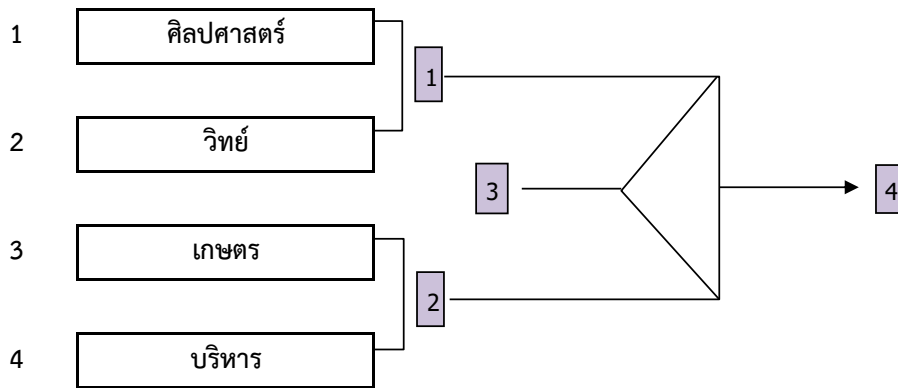 1 ศิลปศาสตร์
1
2 วิทย์
3
4
3 เกษตร
2
4 บริหาร